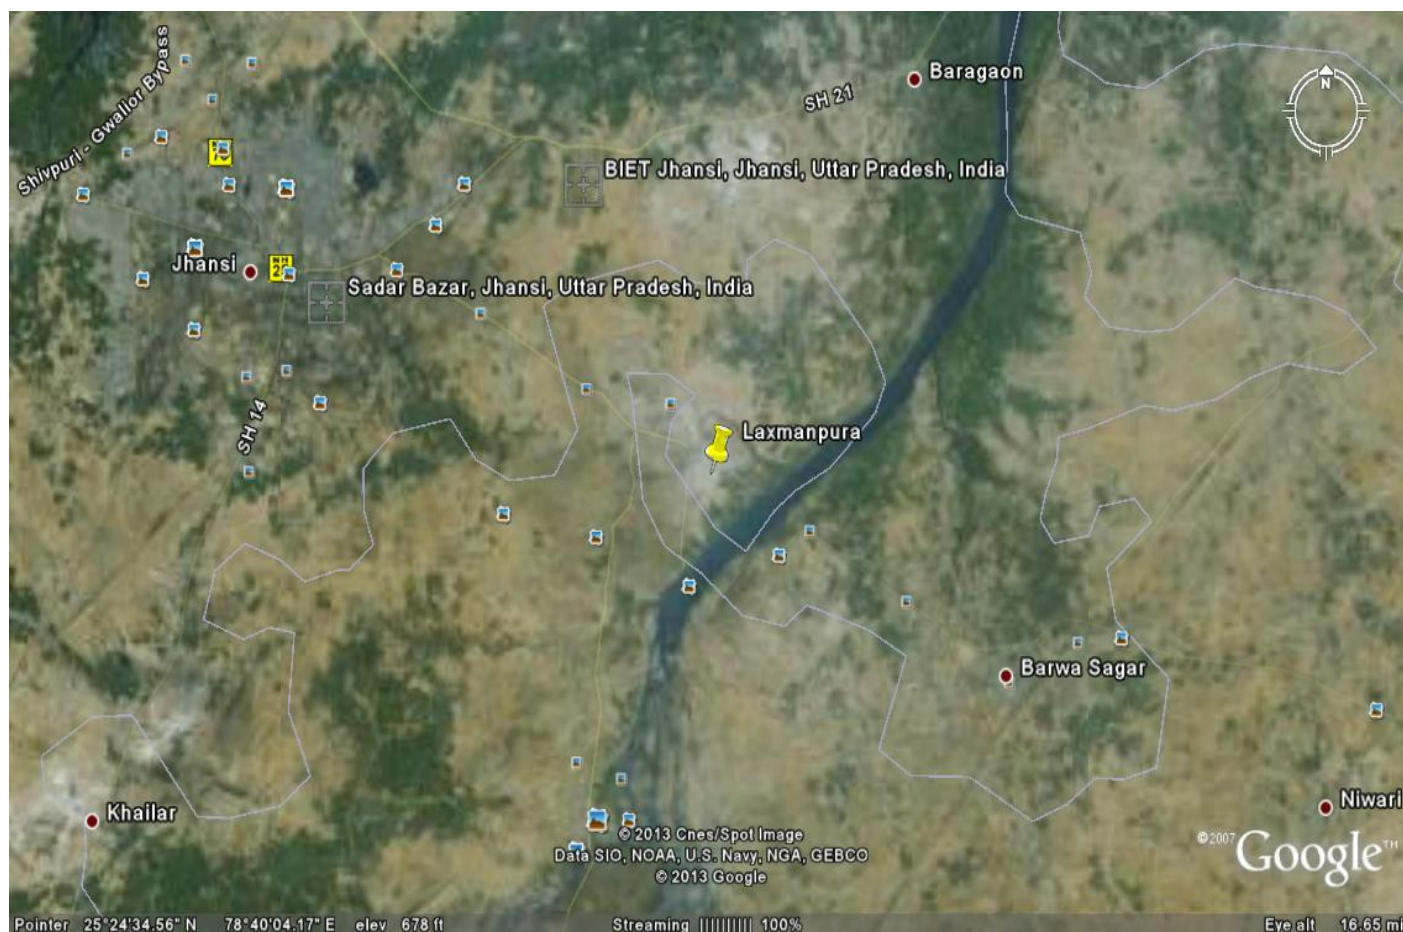 Shivpuri - Gwalior Bypass
Baragaon
SH 21
N
BIET Jhansi, Jhansi, Uttar Pradesh, India
Jhansi
NH
2
Sadar Bazar, Jhansi, Uttar Pradesh, India
SH 14
Laxmanpura
Barwa Sagar
Khailar
Niwari
© 2013 Cnes/Spot Image
Data SIO, NOAA, U.S. Navy, NGA, GEBCO
© 2013 Google
©2007 Google™
Pointer 25°24'34.56" N 78°40'04.17" E elev 678 ft Streaming |||||||||| 100% Eye alt 16.65 mi